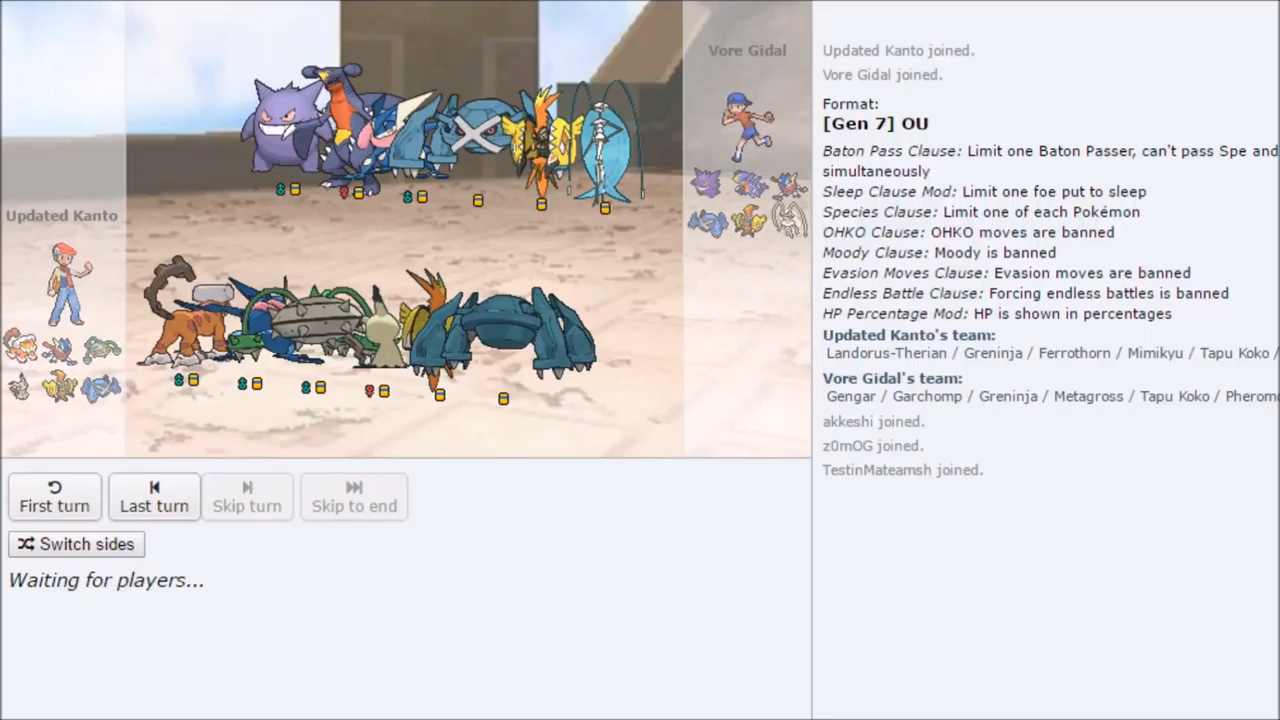 Updated Kanto
Vore Gidal
First turn
Last turn
Skip turn
Skip to end
Switch sides
Waiting for players...
Updated Kanto joined.
Vore Gidal joined.
Format:
[Gen 7] OU
Baton Pass Clause: Limit one Baton Passer, can't pass Spe and
simultaneously
Sleep Clause Mod: Limit one foe put to sleep
Species Clause: Limit one of each Pokémon
OHKO Clause: OHKO moves are banned
Moody Clause: Moody is banned
Evasion Moves Clause: Evasion moves are banned
Endless Battle Clause: Forcing endless battles is banned
HP Percentage Mod: HP is shown in percentages
Updated Kanto's team:
Landorus-Therian / Greninja / Ferrothorn / Mimikyu / Tapu Koko /
Vore Gidal's team:
Gengar / Garchomp / Greninja / Metagross / Tapu Koko / Pherom
akkeshi joined.
z0mOG joined.
TestinMateamsh joined.